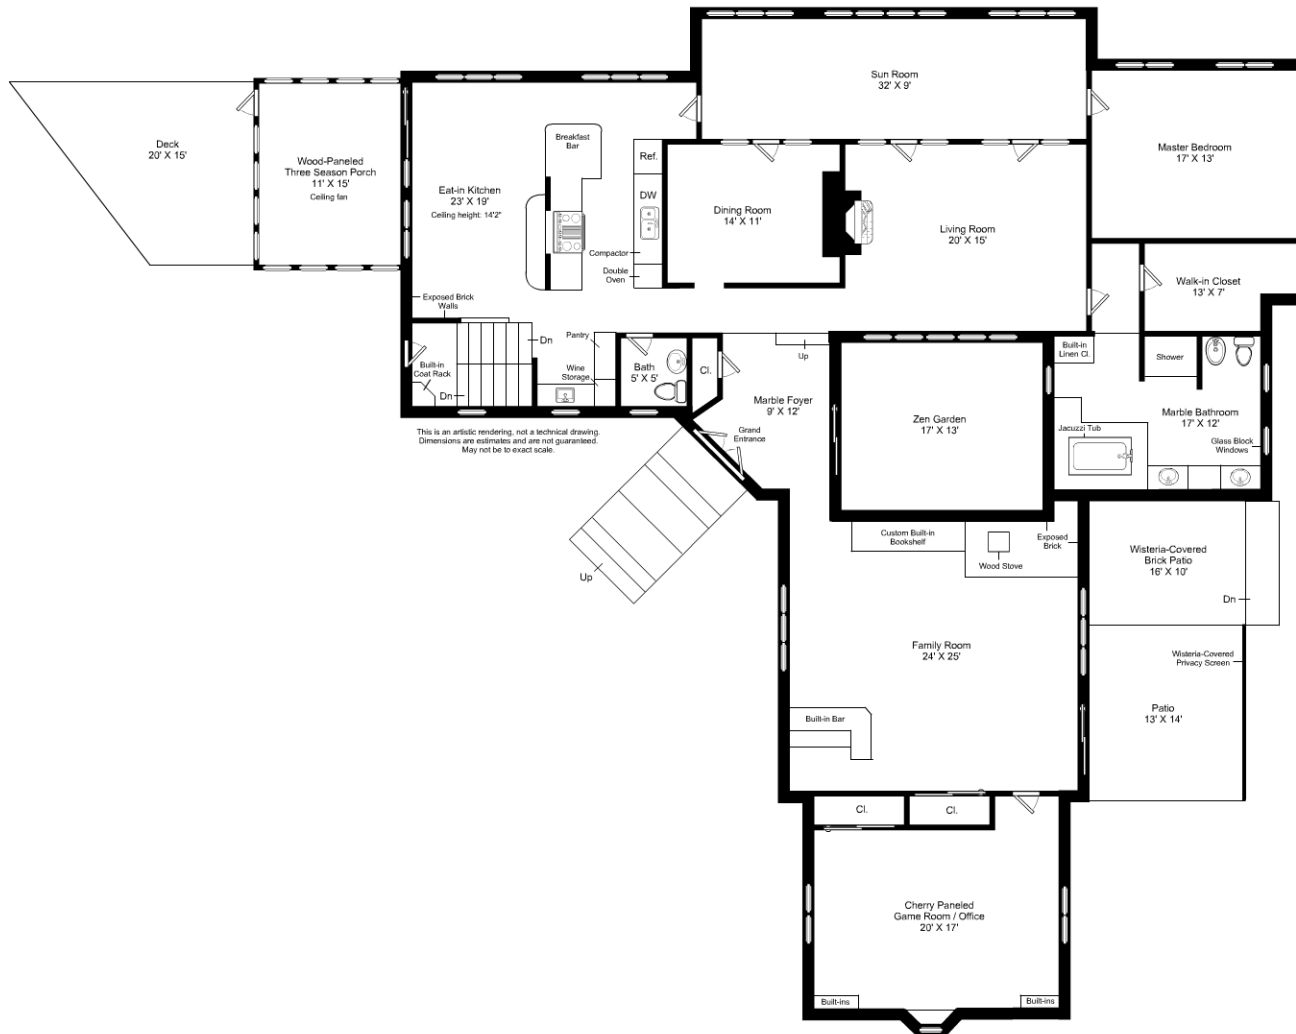 Sun Room
32' X 9'
Deck
20' X 15'
Wood-Paneled
Three Season Porch
11' X 15'
Ceiling fan
Eat-in Kitchen
23' X 19'
Ceiling height: 14'2"
Breakfast
Bar
Ref.
DW
Compactor
Double
Oven
Dining Room
14' X 11'
Living Room
20' X 15'
Master Bedroom
17' X 13'
Walk-in Closet
13' X 7'
Exposed Brick
Walls
Built-in
Coat Rack
Dn
Dn
Pantry
Wine
Storage
Bath
5' X 5'
Cl.
Up
Marble Foyer
9' X 12'
Grand
Entrance
Zen Garden
17' X 13'
Built-in
Linen Cl.
Shower
Marble Bathroom
17' X 12'
Jacuzzi Tub
Glass Block
Windows
This is an artistic rendering, not a technical drawing.
Dimensions are estimates and are not guaranteed.
May not be to exact scale.
Up
Custom Built-in
Bookshelf
Wood Stove
Exposed
Brick
Wisteria-Covered
Brick Patio
16' X 10'
Dn
Family Room
24' X 25'
Wisteria-Covered
Privacy Screen
Patio
13' X 14'
Built-in Bar
Cl.
Cl.
Cherry Paneled
Game Room / Office
20' X 17'
Built-ins
Built-ins